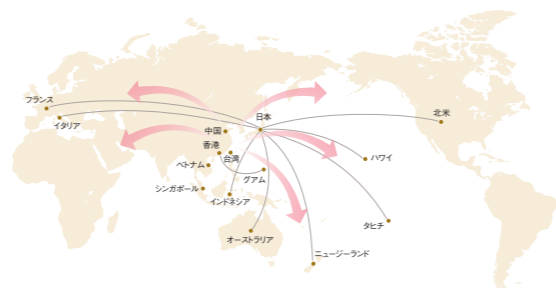 フランス
イタリア
中国
日本
北米
香港
台湾
ベトナム
ハワイ
グアム
シンガポール
インドネシア
タヒチ
オーストラリア
ニュージーランド